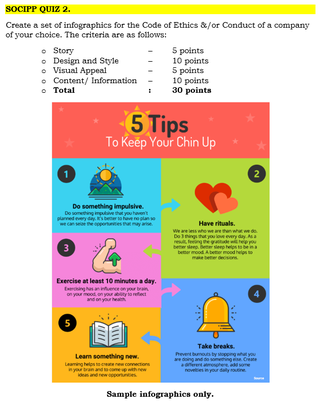 SOCIPP QUIZ 2.
Create a set of infographics for the Code of Ethics &/or Conduct of a company
of your choice. The criteria are as follows:
o Story – 5 points
o Design and Style – 10 points
o Visual Appeal – 5 points
o Content/ Information – 10 points
o Total : 30 points
5 Tips
To Keep Your Chin Up
1
Do something impulsive.
Do something impulsive that you haven't
planned every day. It's better to have no plan so
we can seize the opportunities that may arise.
2
Have rituals.
We are less who we are then what we do.
Do 3 things that you love every day. As a
result, feeling the gratitude will help you
better sleep. Better sleep helps to be in a
better mood. A better mood helps to
make better decisions.
3
Exercise at least 10 minutes a day.
Exercising has an influence on your brain,
on your mood, on your ability to reflect
and on your health.
4
Take breaks.
Prevent burnouts by stopping what you
are doing and do something else. Create
a different atmosphere, add some
novelties in your daily routine.
5
Learn something new.
Learning helps to create new connections
in your brain and to come up with new
ideas and new opportunities.
Sample infographics only.